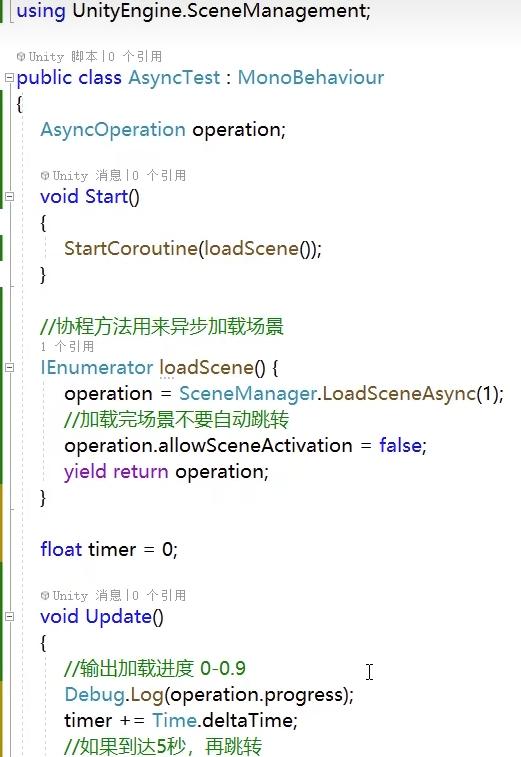 using UnityEngine.SceneManagement;
Unity 脚本|0 个引用
public class AsyncTest : MonoBehaviour
{
AsyncOperation operation;
Unity 消息|0 个引用
void Start()
{
StartCoroutine(loadScene());
}
//协程方法用来异步加载场景
1 个引用
IEnumerator loadScene() {
operation = SceneManager.LoadSceneAsync(1);
//加载完场景不要自动跳转
operation.allowSceneActivation = false;
yield return operation;
}
float timer = 0;
Unity 消息|0 个引用
void Update()
{
//输出加载进度 0-0.9
Debug.Log(operation.progress);
timer += Time.deltaTime;
//如果到达5秒，再跳转